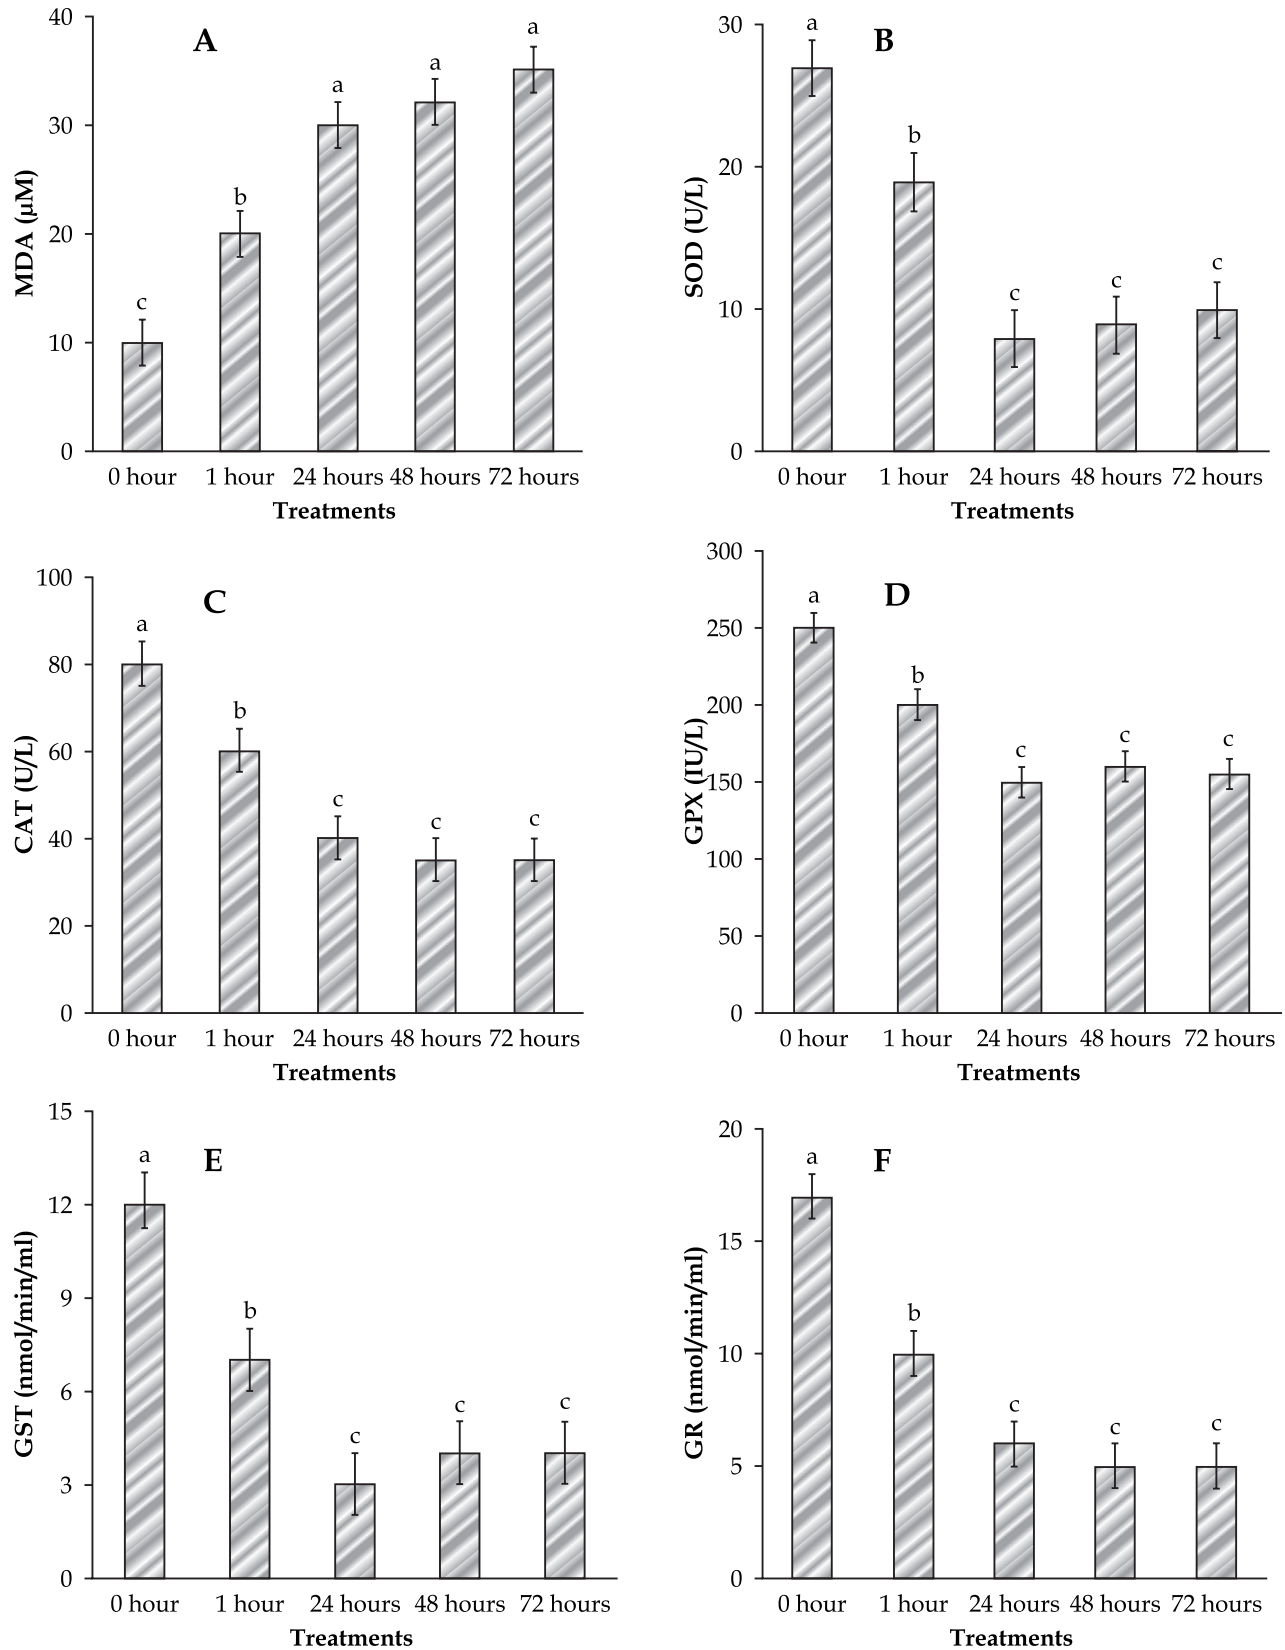 A
MDA (μM)
40
30
20
10
0
a
a
a
b
c
0 hour 1 hour 24 hours 48 hours 72 hours
Treatments
B
SOD (U/L)
30
20
10
0
a
b
c
c
c
0 hour 1 hour 24 hours 48 hours 72 hours
Treatments
C
CAT (U/L)
100
80
60
40
20
0
a
b
c
c
c
0 hour 1 hour 24 hours 48 hours 72 hours
Treatments
D
GPX (IU/L)
300
250
200
150
100
50
0
a
b
c
c
c
0 hour 1 hour 24 hours 48 hours 72 hours
Treatments
E
GST (nmol/min/ml)
15
12
9
6
3
0
a
b
c
c
c
0 hour 1 hour 24 hours 48 hours 72 hours
Treatments
F
GR (nmol/min/ml)
20
15
10
5
0
a
b
c
c
c
0 hour 1 hour 24 hours 48 hours 72 hours
Treatments